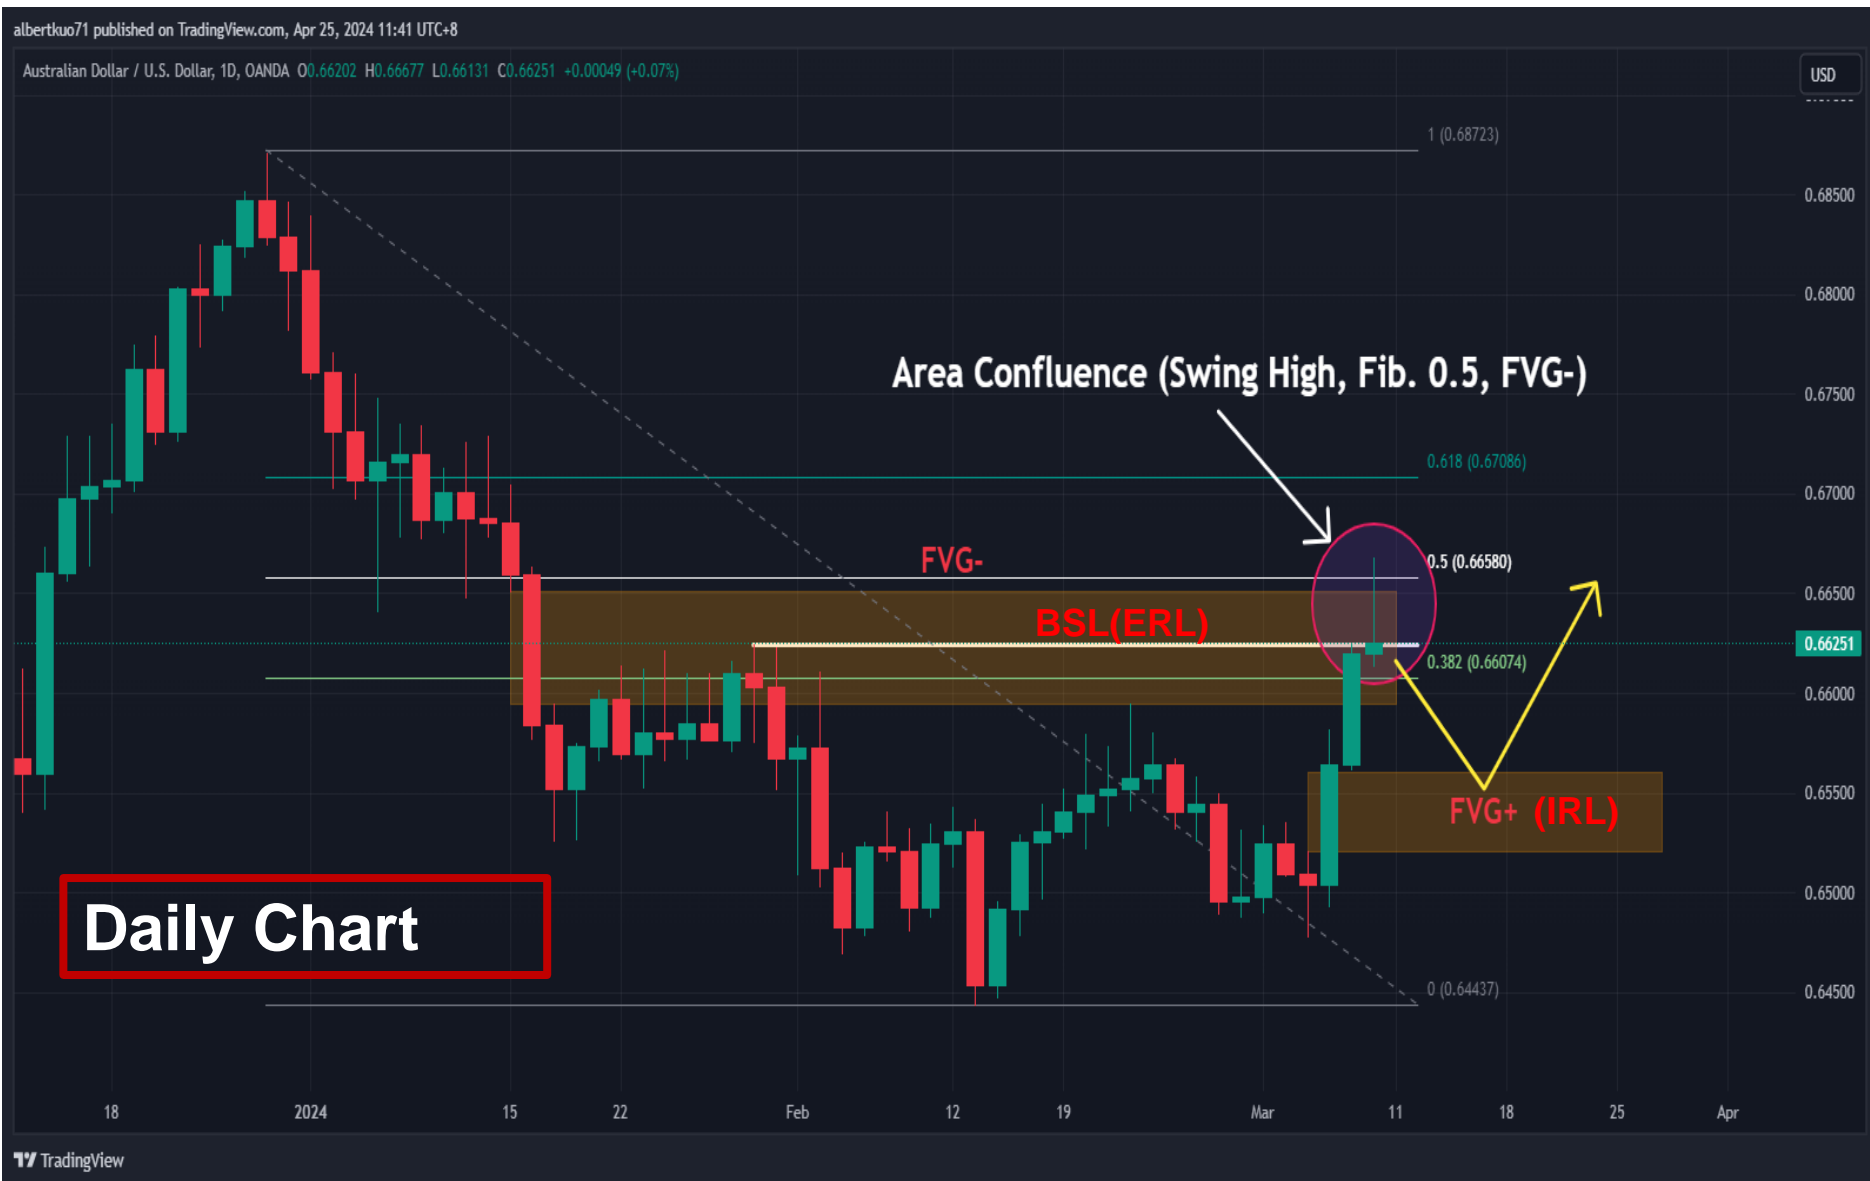 albertkuo71 published on TradingView.com, Apr 25, 2024 11:41 UTC+8
Australian Dollar / U.S. Dollar, 1D, OANDA O0.66202 H0.66677 L0.66131 C0.66251 +0.00049 (+0.07%)
USD
1 (0.68723)
0.68500
0.68000
Area Confluence (Swing High, Fib. 0.5, FVG-)
0.67500
0.618 (0.67086)
0.67000
FVG-
0.5 (0.66580)
0.66500
BSL(ERL)
0.66251
0.382 (0.66074)
0.66000
0.65500
FVG+ (IRL)
0.65000
Daily Chart
0 (0.64437)
0.64500
18 2024 15 22 Feb 12 19 Mar 11 18 25 Apr
TradingView